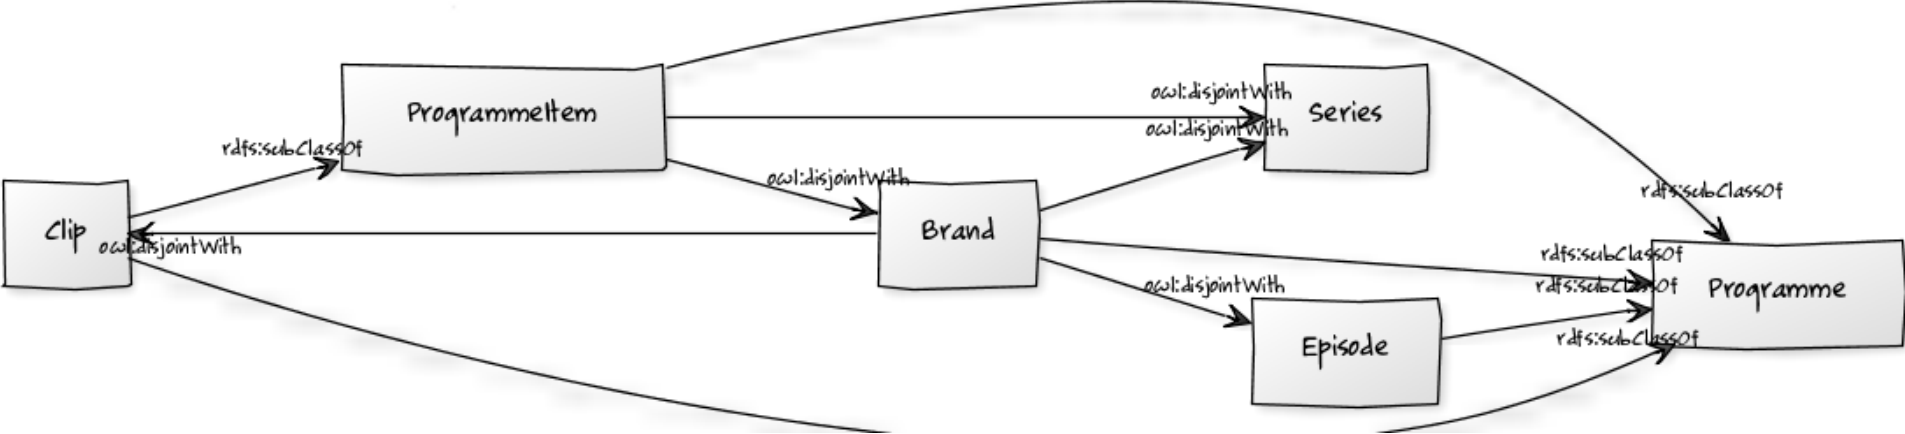 owl:disjointWith
ProgrammeItem
Series
owl:disjointWith
rdfs:subClassOf
owl:disjointWith
rdfs:subClassOf
Clip
Brand
owl:disjointWith
rdfs:subClassOf
owl:disjointWith
rdfs:subClassOf
Programme
rdfs:subClassOf
Episode